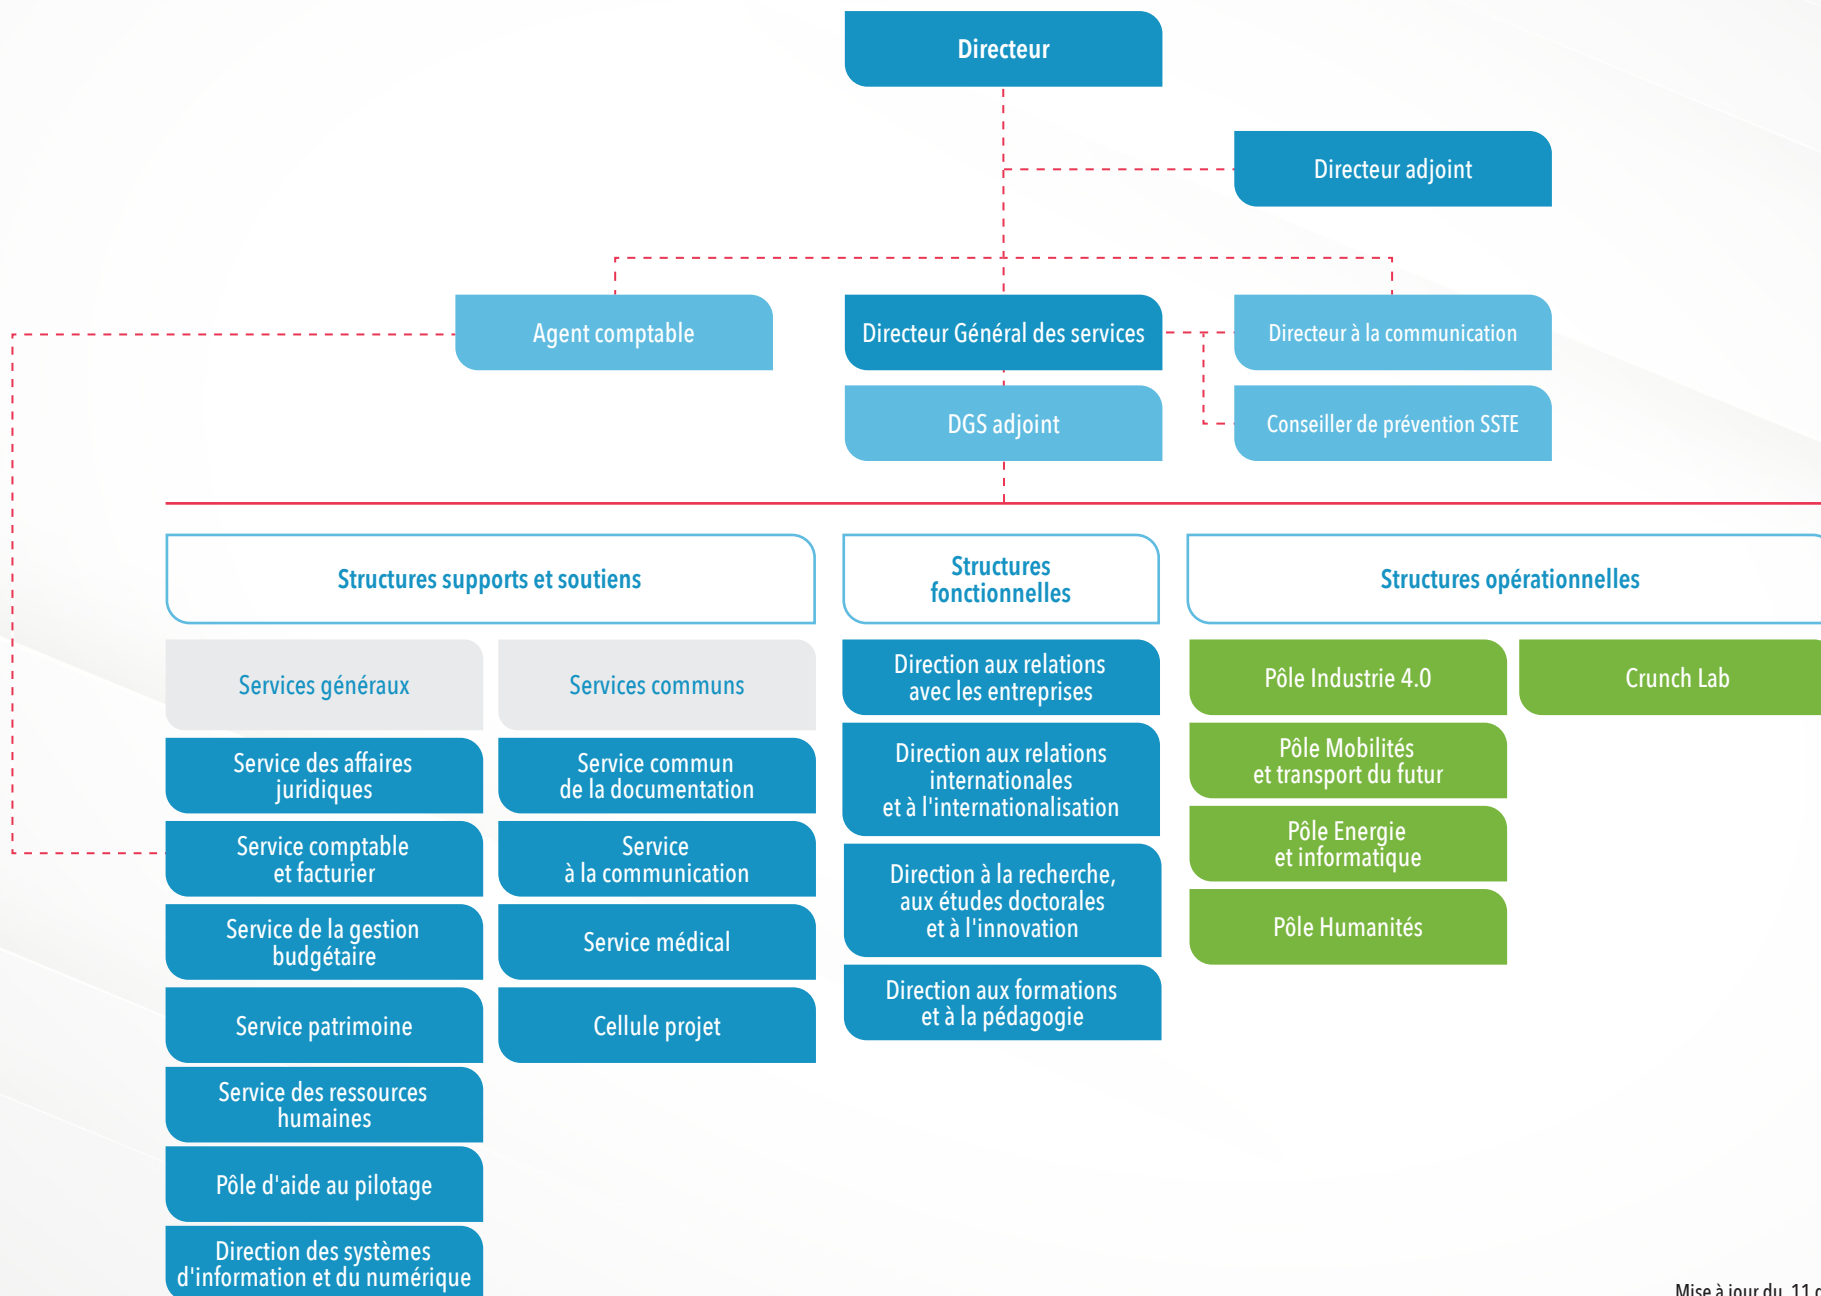 Directeur
Directeur adjoint
Agent comptable
Directeur Général des services
Directeur à la communication
DGS adjoint
Conseiller de prévention SSTE
Structures supports et soutiens
Structures
fonctionnelles
Structures opérationnelles
Services généraux
Service des affaires
juridiques
Service comptable
et facturier
Service de la gestion
budgétaire
Service patrimoine
Service des ressources
humaines
Pôle d'aide au pilotage
Direction des systèmes
d'information et du numérique
Services communs
Service commun
de la documentation
Service
à la communication
Service médical
Cellule projet
Direction aux relations
avec les entreprises
Direction aux relations
internationales
et à l'internationalisation
Direction à la recherche,
aux études doctorales
et à l'innovation
Direction aux formations
et à la pédagogie
Pôle Industrie 4.0
Pôle Mobilités
et transport du futur
Pôle Energie
et informatique
Pôle Humanités
Crunch Lab
Mise à jour du 11